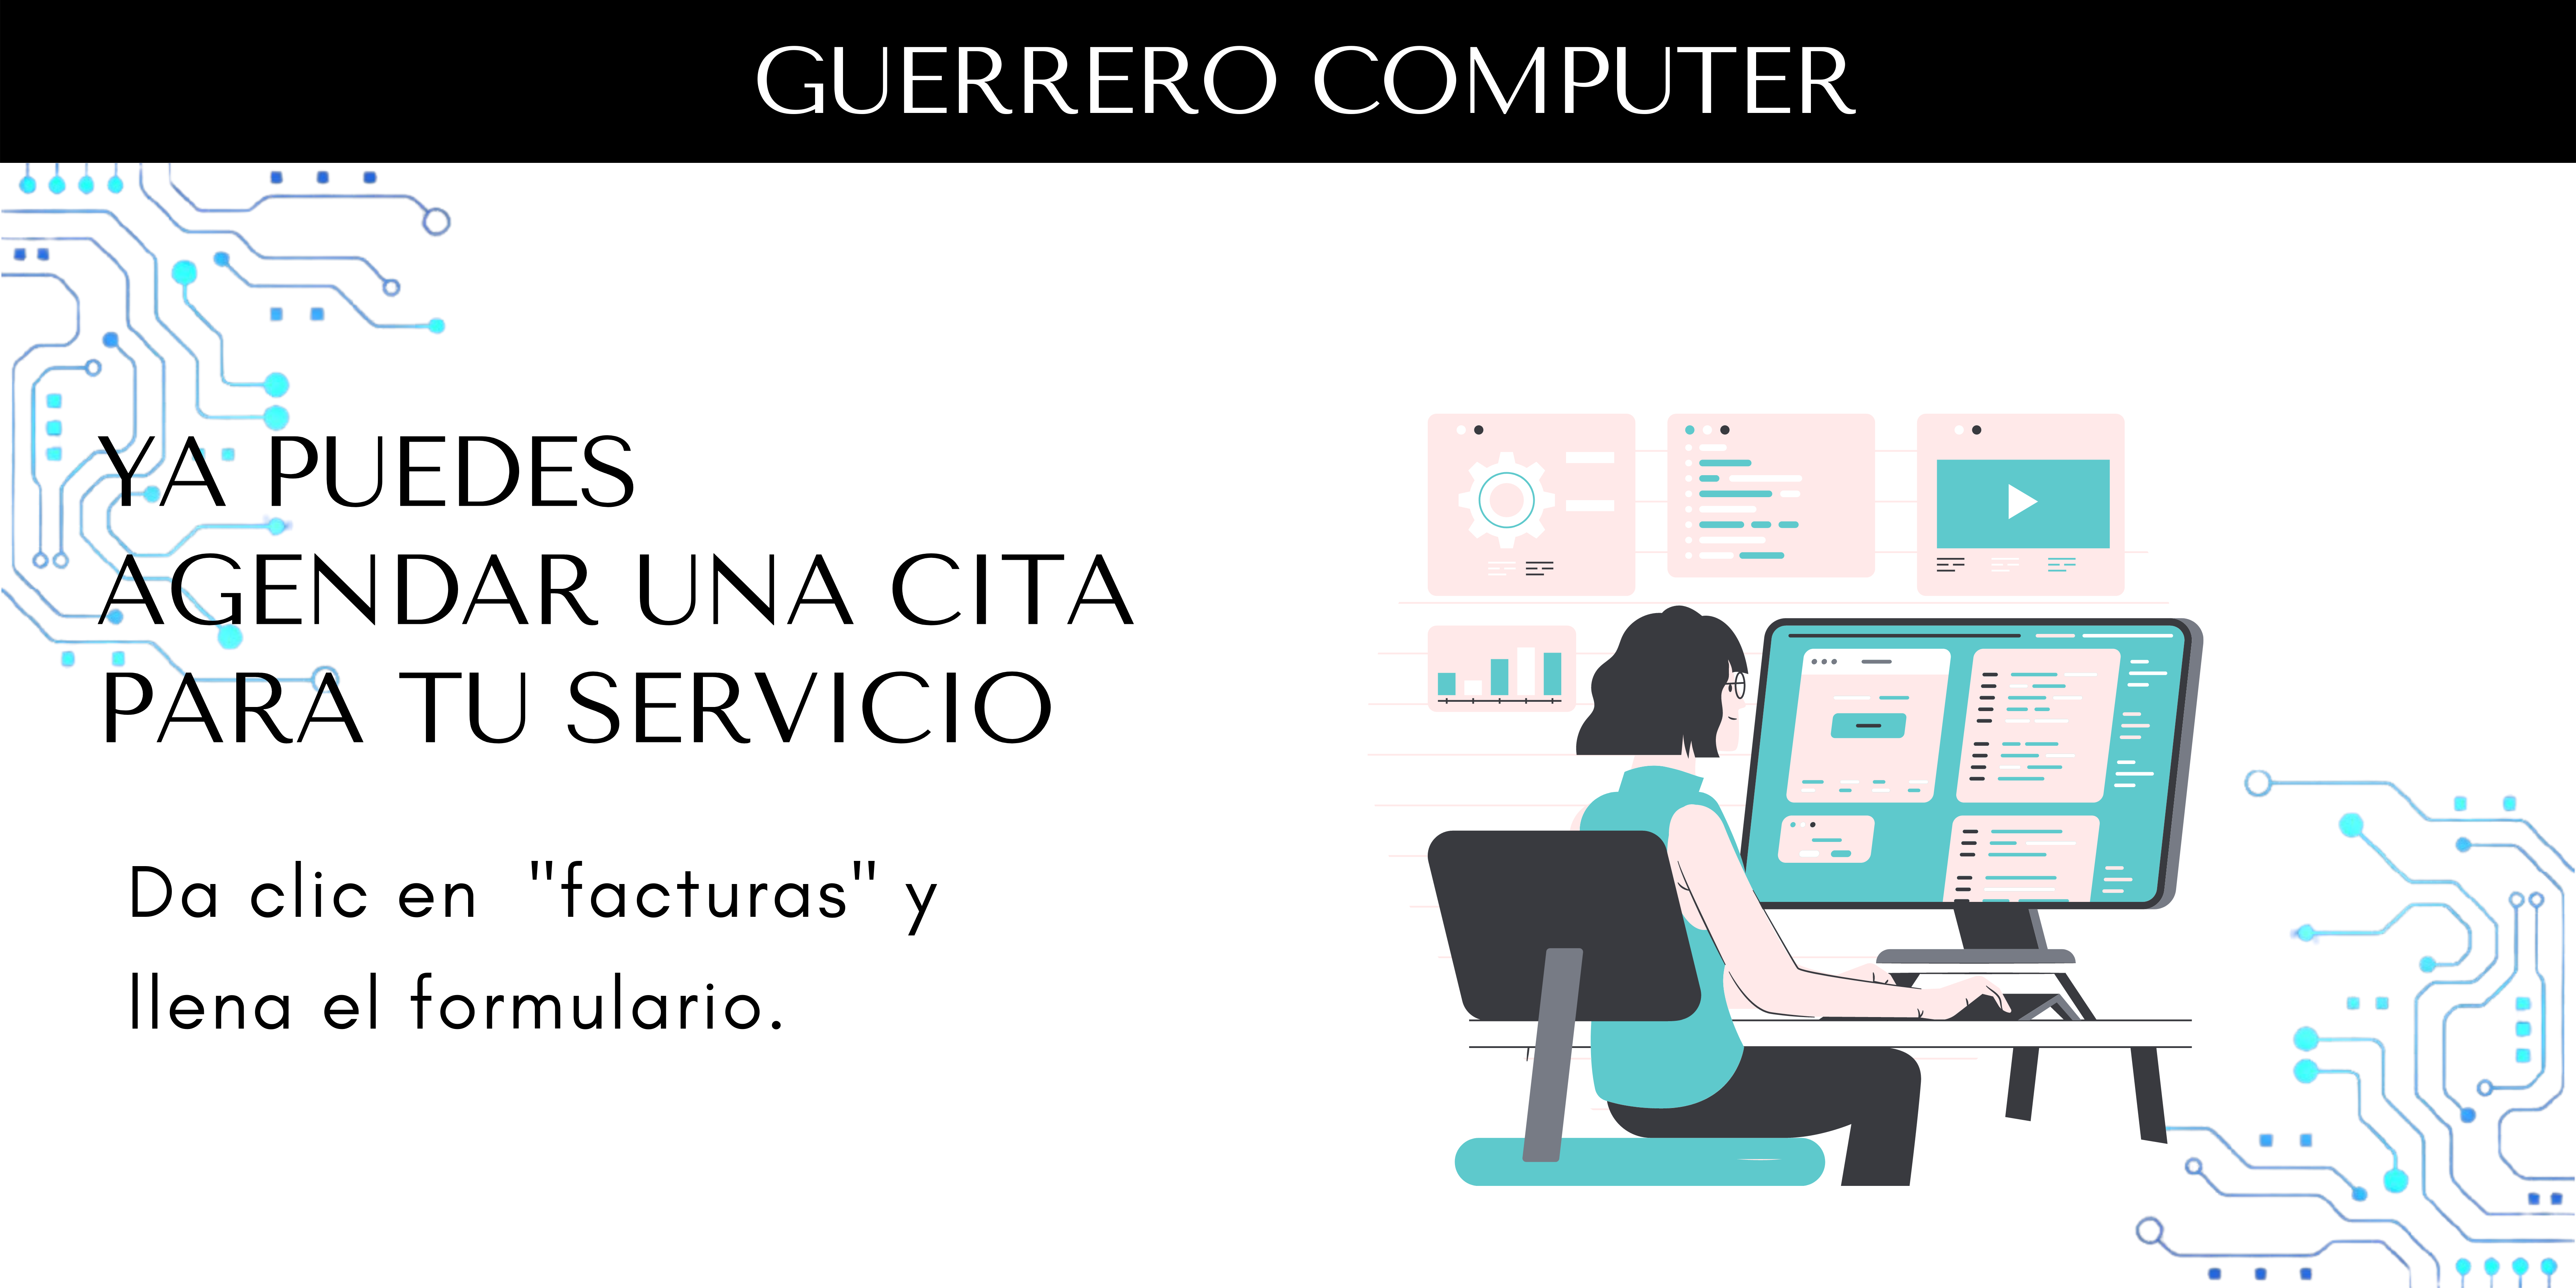 GUERRERO COMPUTER
YA PUEDES
AGENDAR UNA CITA
PARA TU SERVICIO
Da clic en "facturas" y
llena el formulario.